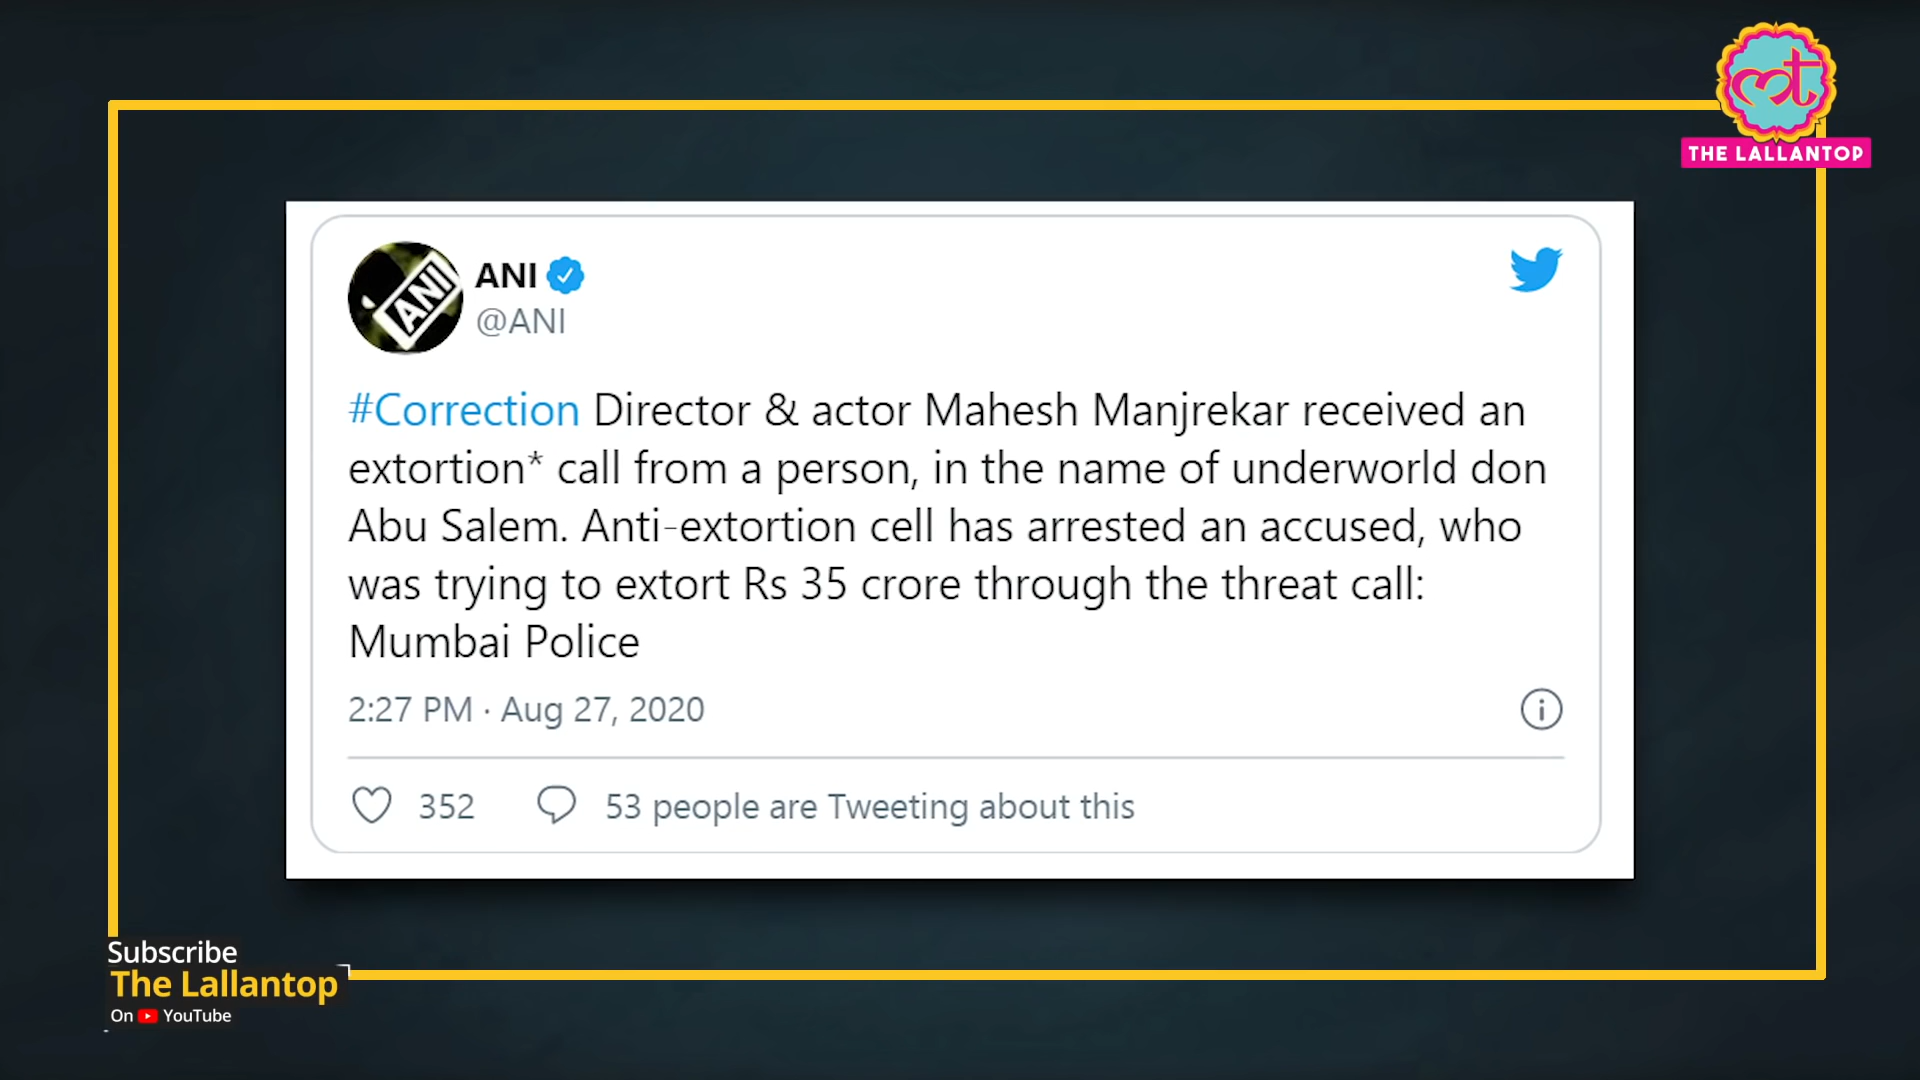 THE LALLANTOP
ANI
ANI
@ANI
#Correction Director & actor Mahesh Manjrekar received an
extortion* call from a person, in the name of underworld don
Abu Salem. Anti-extortion cell has arrested an accused, who
was trying to extort Rs 35 crore through the threat call:
Mumbai Police
2:27 PM · Aug 27, 2020
352 53 people are Tweeting about this
Subscribe
The Lallantop
On YouTube